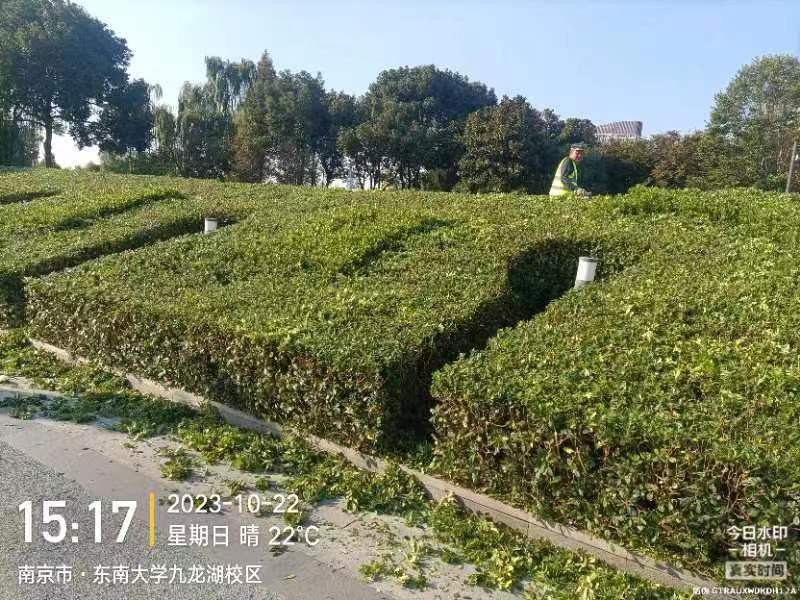 15:17
2023-10-22
星期日 晴 22℃
南京市·东南大学九龙湖校区
今日水印
相机
真实时间